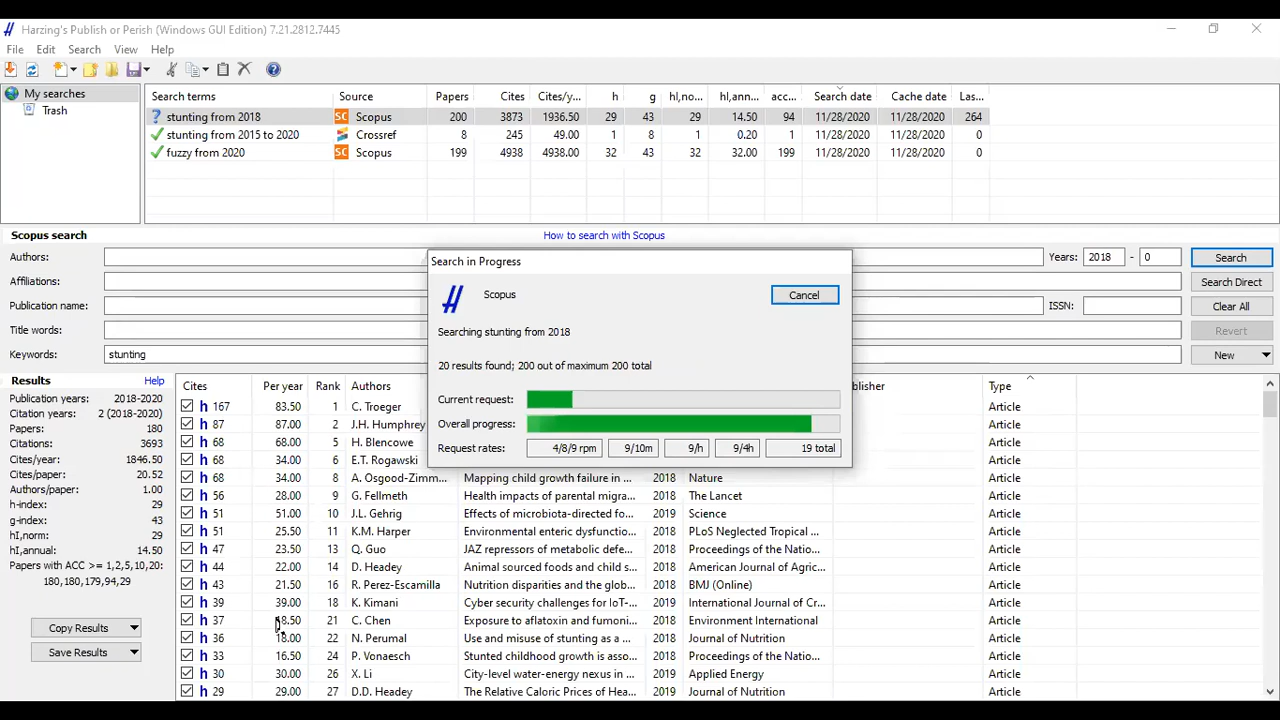 Harzing's Publish or Perish (Windows GUI Edition) 7.21.2812.7445
File Edit Search View Help
My searches
Trash
Search terms Source Papers Cites Cites/y... h g hI,no... hI,ann... acc... Search date Cache date Las...
stunting from 2018 SC Scopus 200 3873 1936.50 29 43 29 14.50 94 11/28/2020 11/28/2020 264
stunting from 2015 to 2020 Crossref 8 245 49.00 1 8 1 0.20 1 11/28/2020 11/28/2020 0
fuzzy from 2020 SC Scopus 199 4938 4938.00 32 43 32 32.00 199 11/28/2020 11/28/2020 0
Scopus search How to search with Scopus
Authors: Years: 2018 - 0 Search
Affiliations: Search Direct
Publication name: ISSN: Clear All
Title words: Revert
Keywords: stunting New
Search in Progress
Scopus Cancel
Searching stunting from 2018
20 results found; 200 out of maximum 200 total
Current request:
Overall progress:
Request rates: 4/8/9 rpm 9/10m 9/h 9/4h 19 total
Results Help
Publication years: 2018-2020
Citation years: 2 (2018-2020)
Papers: 180
Citations: 3693
Cites/year: 1846.50
Cites/paper: 20.52
Authors/paper: 1.00
h-index: 29
g-index: 43
hI,norm: 29
hI,annual: 14.50
Papers with ACC >= 1,2,5,10,20:
180,180,179,94,29
Copy Results
Save Results
Cites Per year Rank Authors blisher Type
h 167 83.50 1 C. Troeger Article
h 87 87.00 2 J.H. Humphrey Article
h 68 68.00 5 H. Blencowe Article
h 68 34.00 6 E.T. Rogawski Article
h 68 34.00 8 A. Osgood-Zimm... Mapping child growth failure in ... 2018 Nature Article
h 56 28.00 9 G. Fellmeth Health impacts of parental migra... 2018 The Lancet Article
h 51 51.00 10 J.L. Gehrig Effects of microbiota-directed fo... 2019 Science Article
h 51 25.50 11 K.M. Harper Environmental enteric dysfunctio... 2018 PLoS Neglected Tropical ... Article
h 47 23.50 13 Q. Guo JAZ repressors of metabolic defe... 2018 Proceedings of the Natio... Article
h 44 22.00 14 D. Headey Animal sourced foods and child s... 2018 American Journal of Agric... Article
h 43 21.50 16 R. Perez-Escamilla Nutrition disparities and the glob... 2018 BMJ (Online) Article
h 39 39.00 18 K. Kimani Cyber security challenges for IoT-... 2019 International Journal of Cr... Article
h 37 18.50 21 C. Chen Exposure to aflatoxin and fumoni... 2018 Environment International Article
h 36 18.00 22 N. Perumal Use and misuse of stunting as a ... 2018 Journal of Nutrition Article
h 33 16.50 24 P. Vonaesch Stunted childhood growth is asso... 2018 Proceedings of the Natio... Article
h 30 30.00 26 X. Li City-level water-energy nexus in ... 2019 Applied Energy Article
h 29 29.00 27 D.D. Headey The Relative Caloric Prices of Hea... 2019 Journal of Nutrition Article